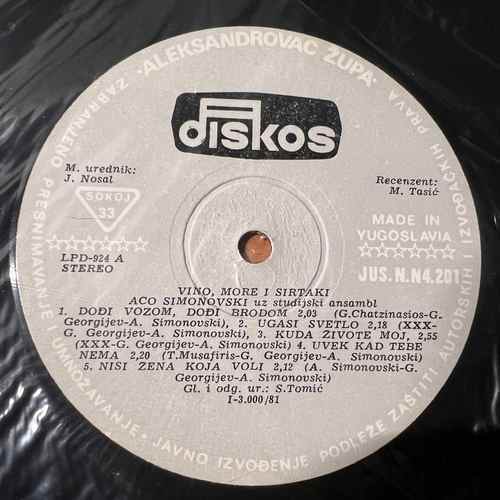 · ALEKSANDROVAC ŽUPA ·
ZABRANJENO PRESNIMAVANJE I UMNOŽAVANJE · JAVNO IZVOĐENJE PODLEŽE ZAŠTITI AUTORSKIH I IZVOĐAČKIH PRAVA
diskos
M. urednik:
J. Nosal
Recenzent:
M. Tasić
SOKOJ
33
MADE IN
YUGOSLAVIA
LPD-924 A
STEREO
JUS. N.N4.201
VINO, MORE I SIRTAKI
ACO SIMONOVSKI uz studijski ansambl
1. DOĐI VOZOM, DOĐI BRODOM 2,03 (G.Chatzinasios-G.
Georgijev-A. Simonovski), 2. UGASI SVETLO 2,18 (XXX-
G. Georgijev-A. Simonovski), 3. KUDA ŽIVOTE MOJ, 2,55
(XXX-G. Georgijev-A. Simonovski) 4. UVEK KAD TEBE
NEMA 2,20 (T.Musafiris-G. Georgijev-A. Simonovski)
5. NISI ŽENA KOJA VOLI 2,12 (A. Simonovski-G.
Georgijev-A. Simonovski)
Gl. i odg. ur.: S.Tomić
I-3.000/81